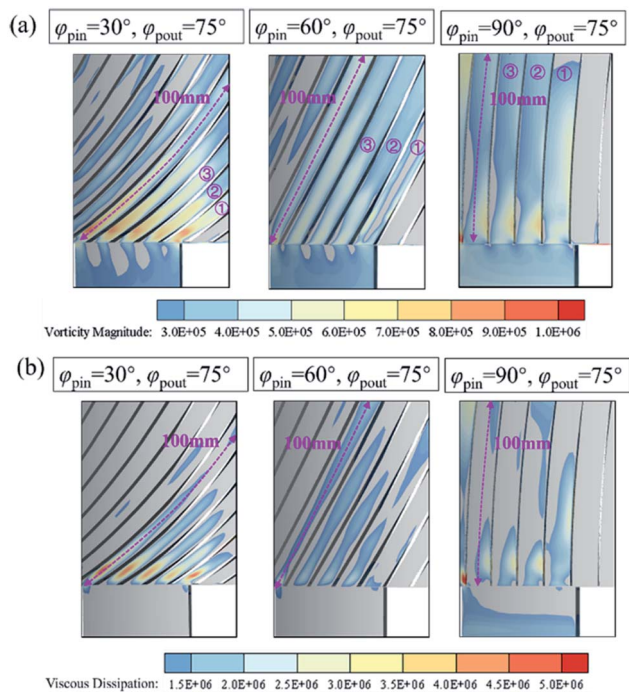 (a)
φpin=30°, φpout=75°
φpin=60°, φpout=75°
φpin=90°, φpout=75°
100mm
③
②
①
100mm
③
②
①
③ ② ①
100mm
Vorticity Magnitude: 3.0E+05 4.0E+05 5.0E+05 6.0E+05 7.0E+05 8.0E+05 9.0E+05 1.0E+06
(b)
φpin=30°, φpout=75°
φpin=60°, φpout=75°
φpin=90°, φpout=75°
100mm
100mm
100mm
Viscous Dissipation: 1.5E+06 2.0E+06 2.5E+06 3.0E+06 3.5E+06 4.0E+06 4.5E+06 5.0E+06